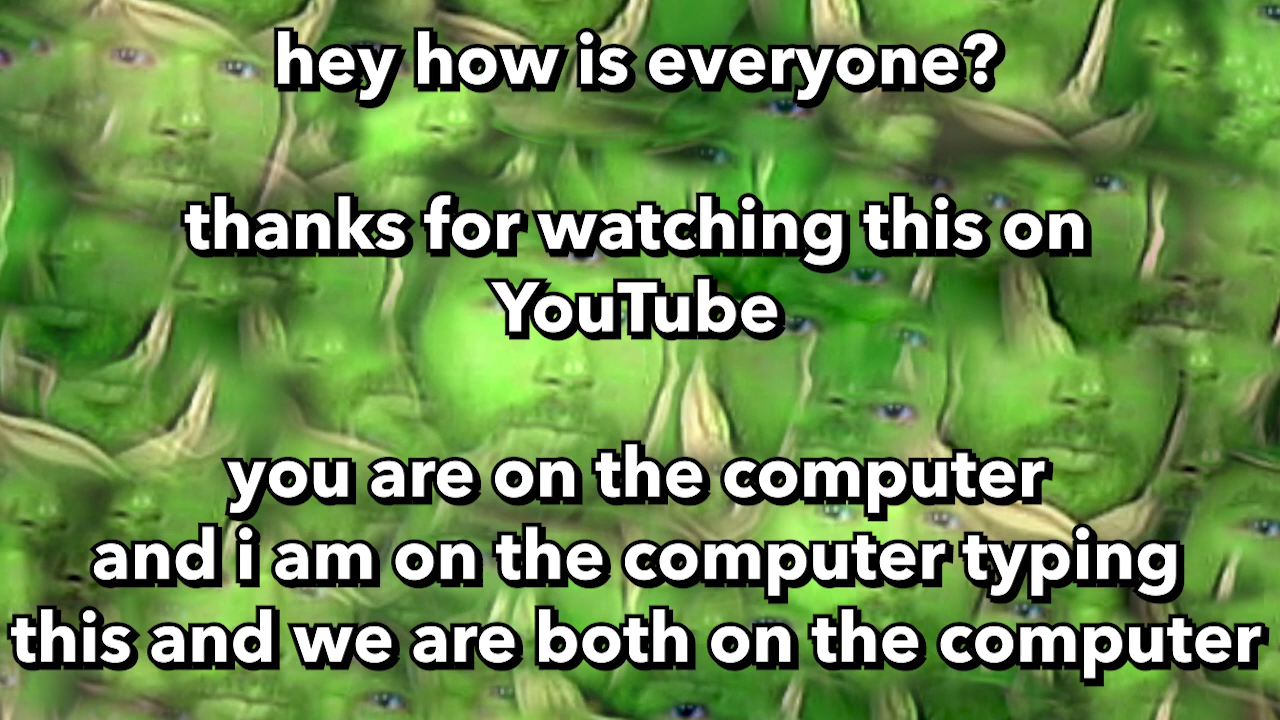 hey how is everyone?
thanks for watching this on
YouTube
you are on the computer
and i am on the computer typing
this and we are both on the computer